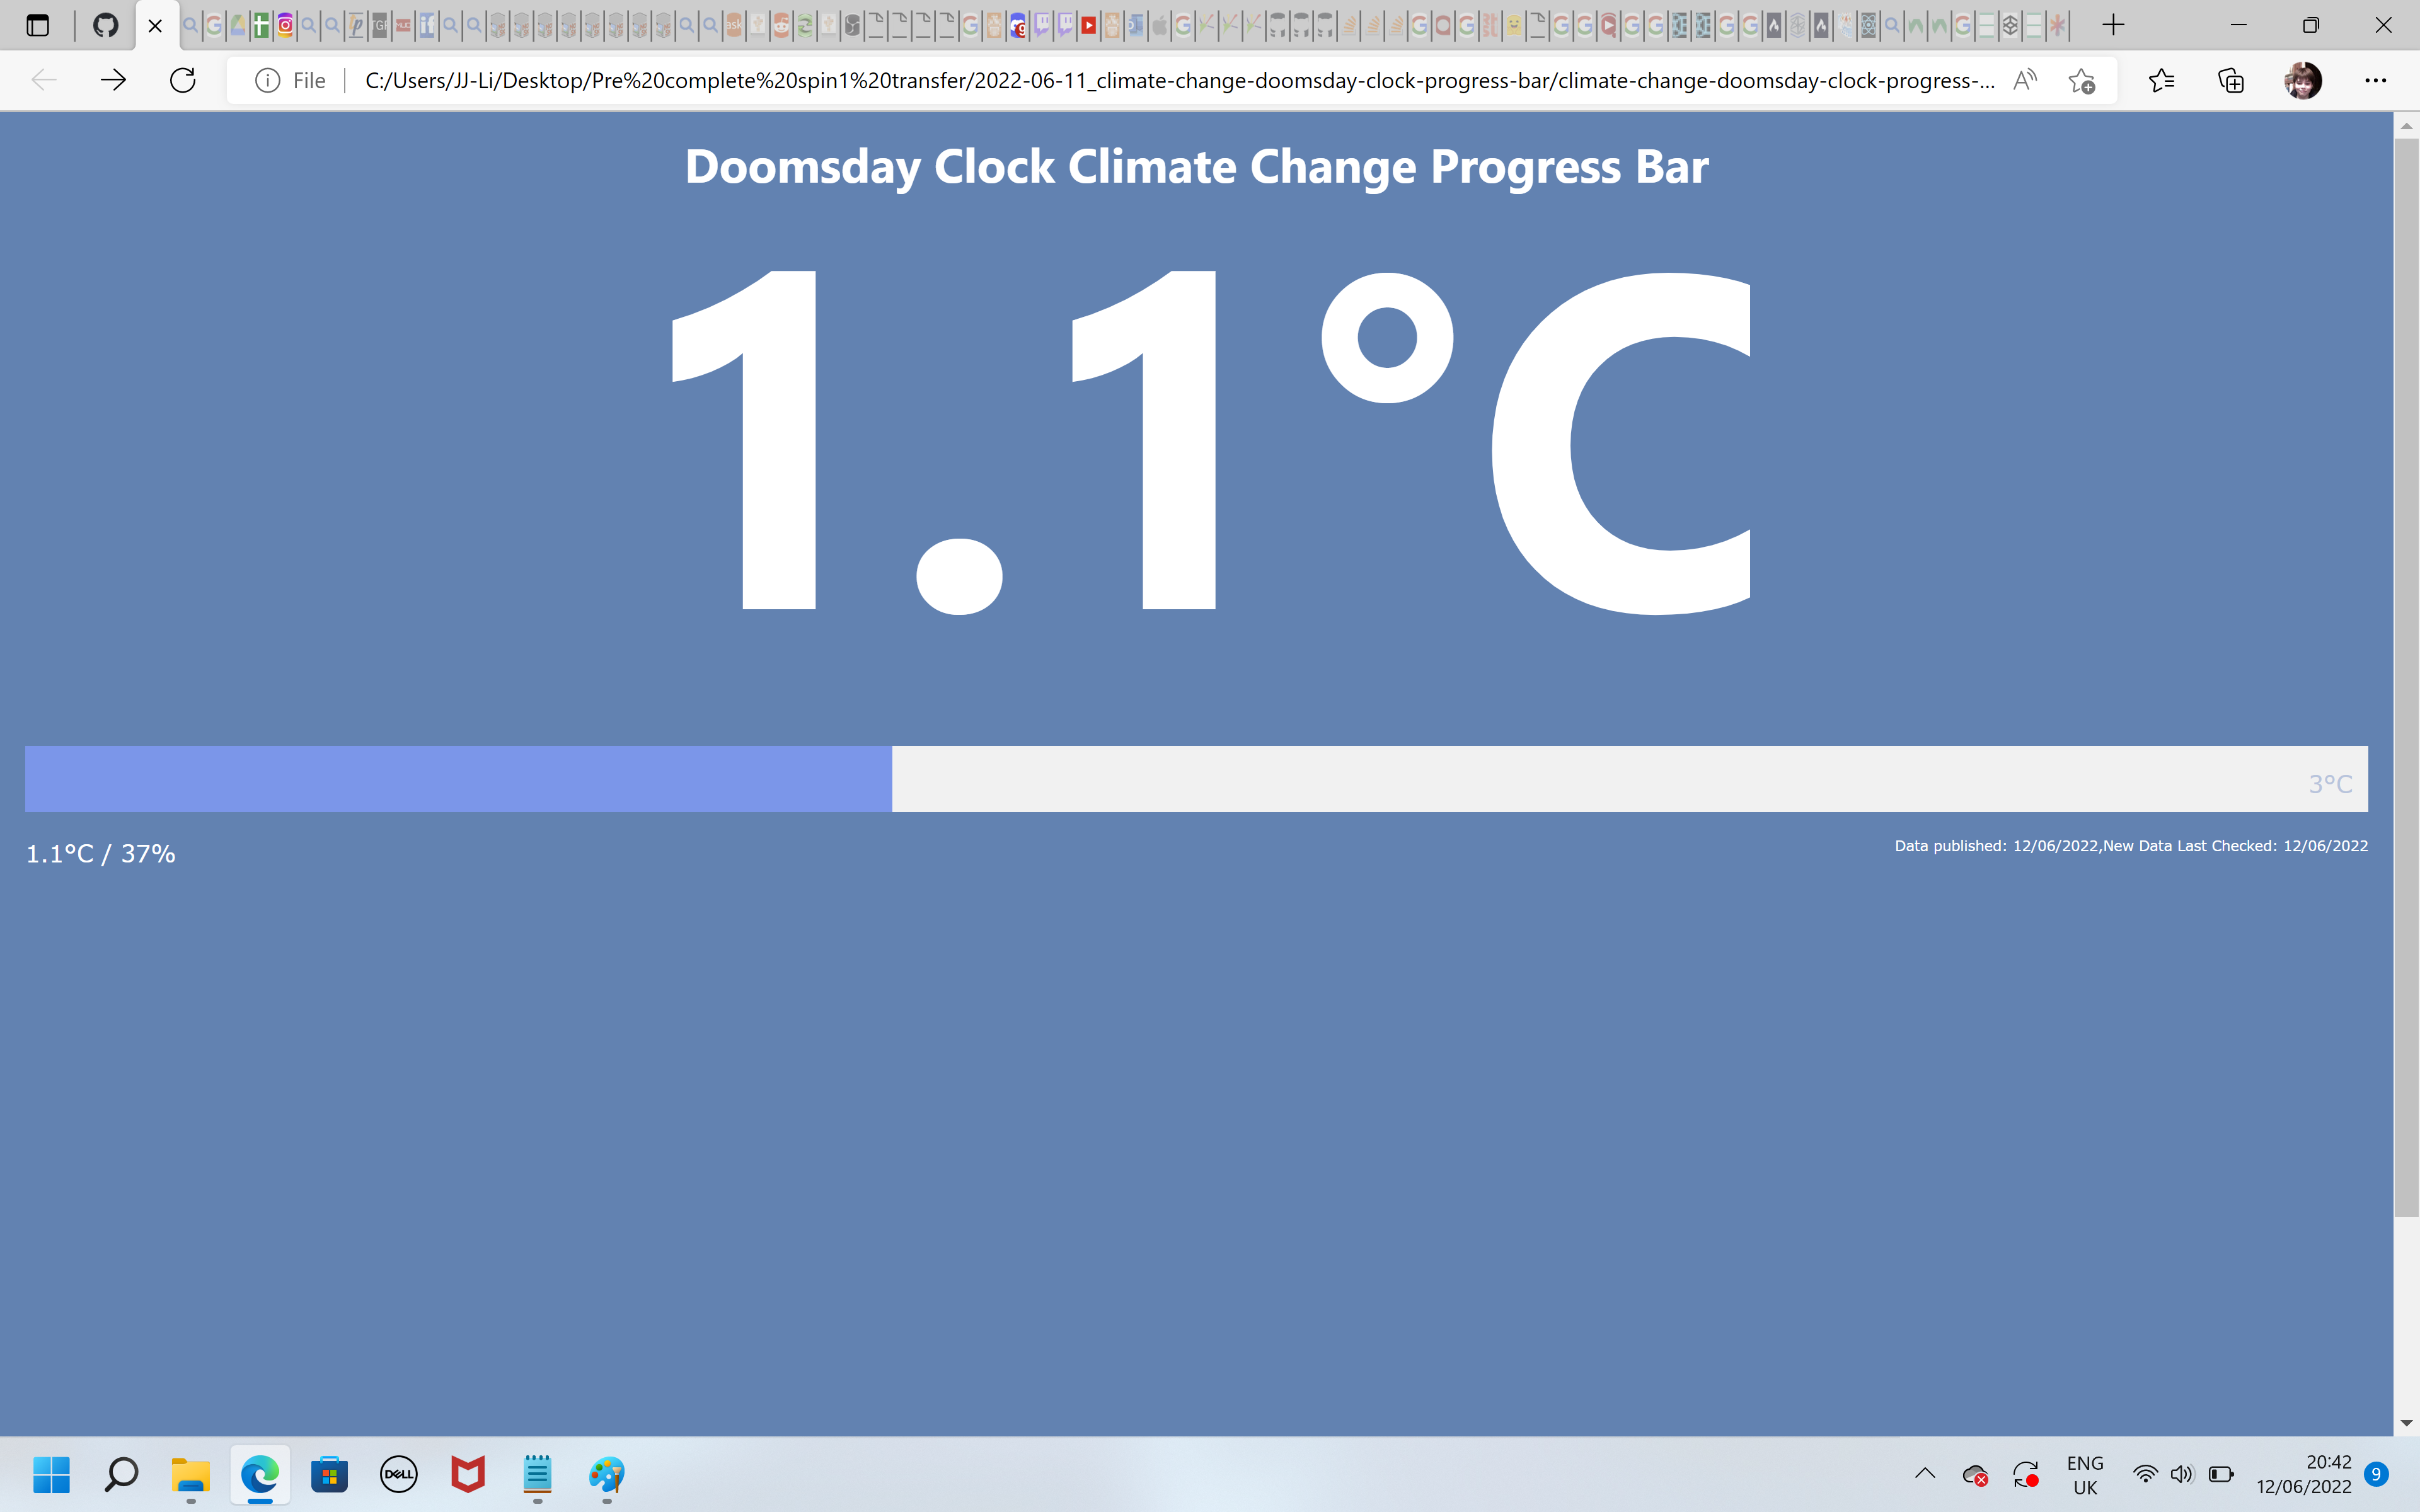 File
C:/Users/JJ-Li/Desktop/Pre%20complete%20spin1%20transfer/2022-06-11_climate-change-doomsday-clock-progress-bar/climate-change-doomsday-clock-progress-...
Doomsday Clock Climate Change Progress Bar
1.1°C
3°C
1.1°C / 37%
Data published: 12/06/2022,New Data Last Checked: 12/06/2022
DELL
ENG
UK
20:42
12/06/2022
9